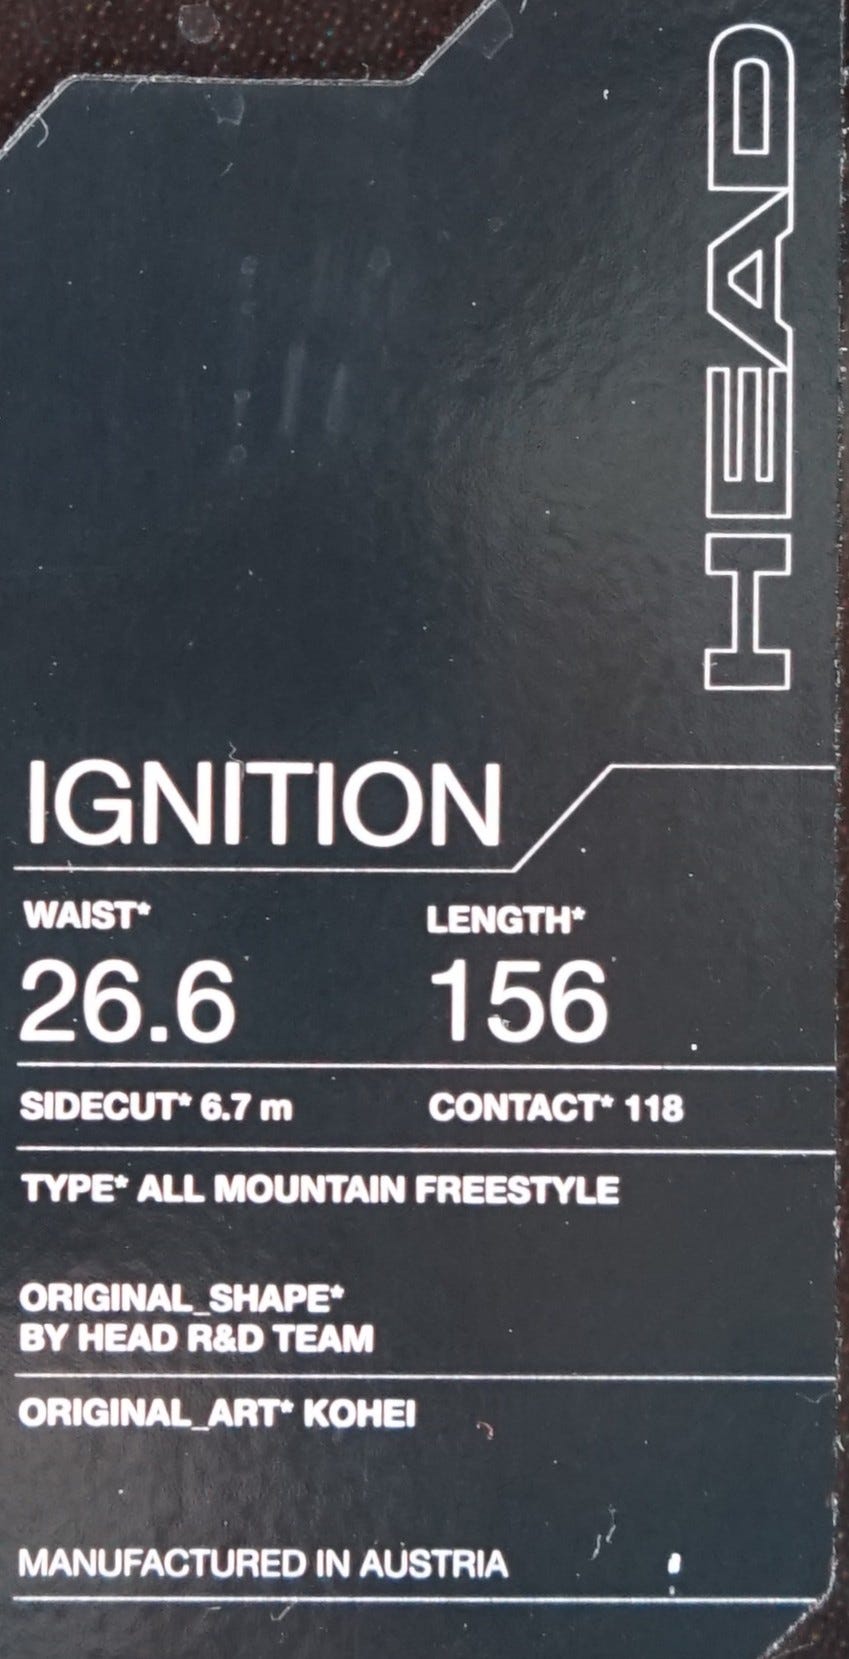 HEAD
IGNITION
WAIST* LENGTH*
26.6 156
SIDECUT* 6.7 m CONTACT* 118
TYPE* ALL MOUNTAIN FREESTYLE
ORIGINAL_SHAPE*
BY HEAD R&D TEAM
ORIGINAL_ART* KOHEI
MANUFACTURED IN AUSTRIA